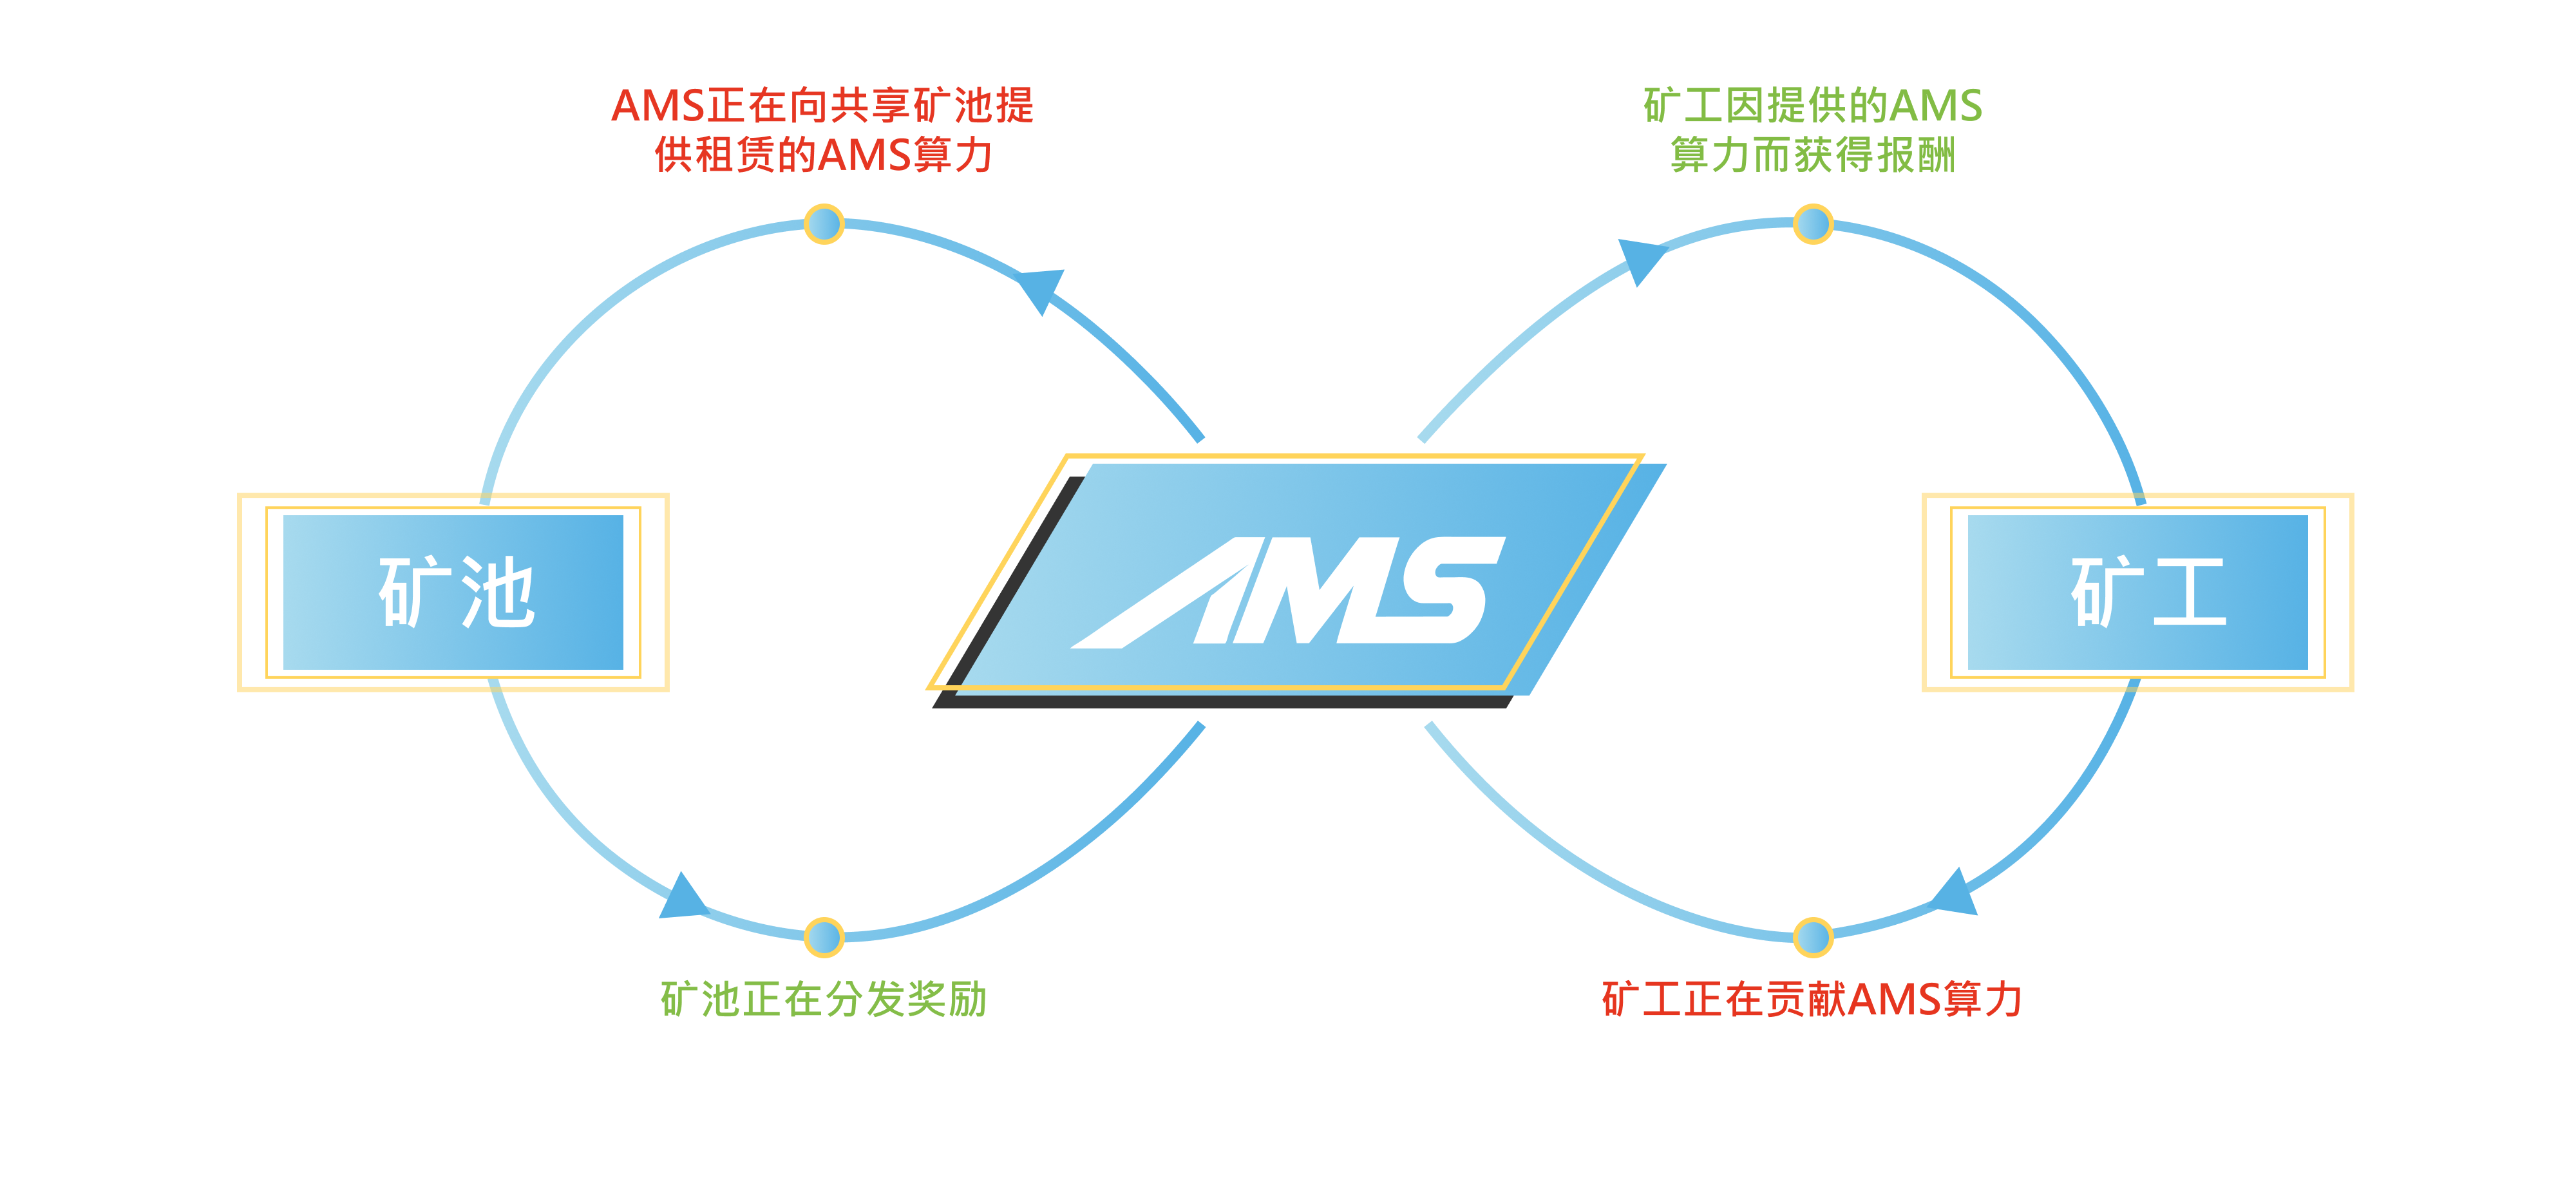 AMS正在向共享矿池提
供租赁的AMS算力
矿工因提供的AMS
算力而获得报酬
矿池
AMS
矿工
矿池正在分发奖励
矿工正在贡献AMS算力